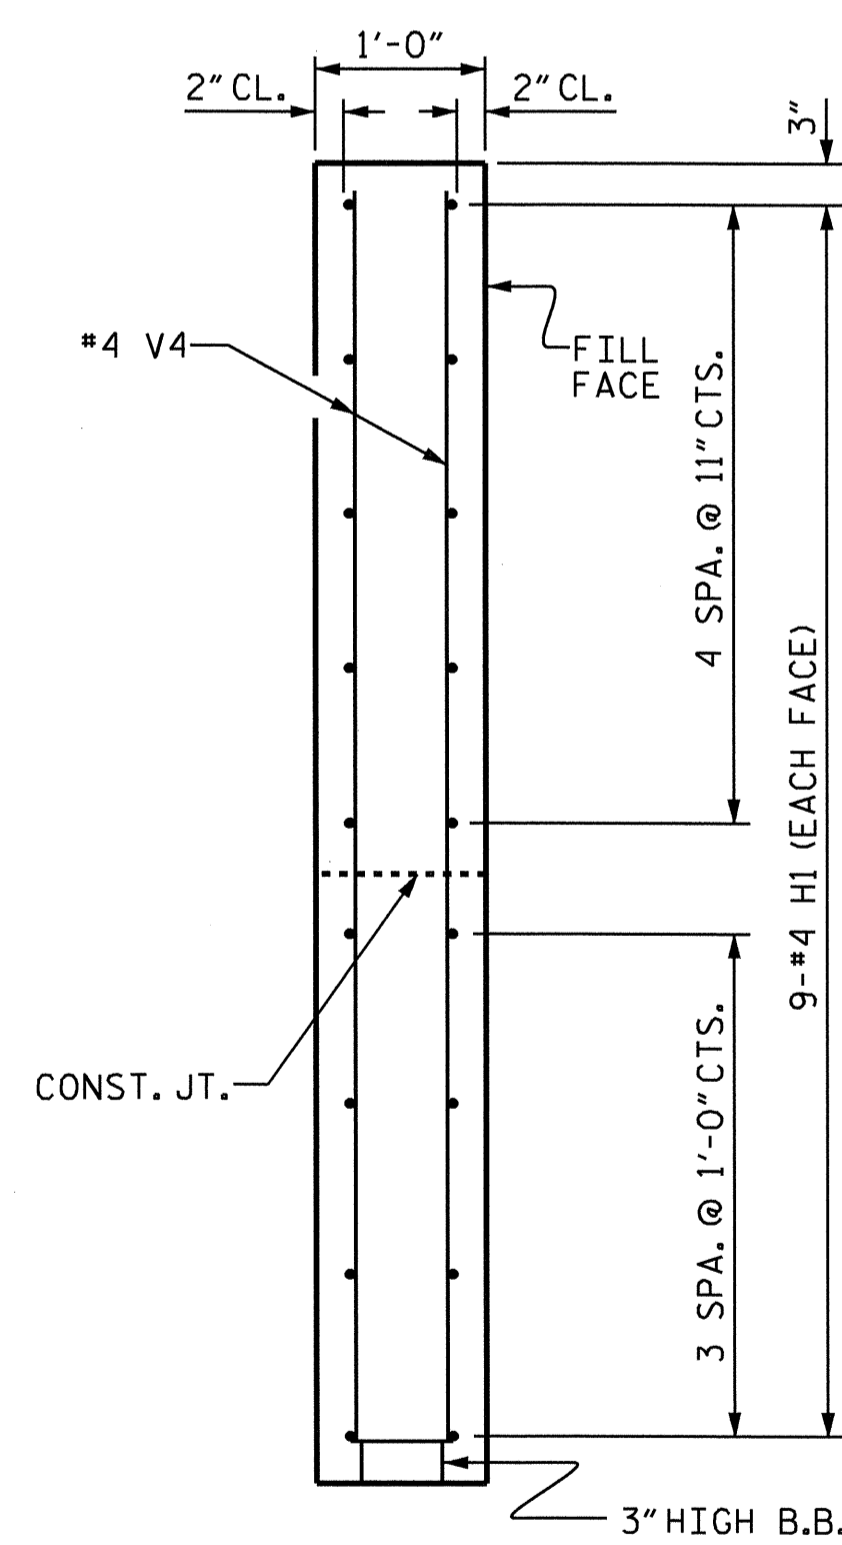 1'-0"
2" CL.
2" CL.
3"
#4 V4
FILL
FACE
4 SPA. @ 11" CTS.
9-#4 H1 (EACH FACE)
CONST. JT.
3 SPA. @ 1'-0" CTS.
3" HIGH B.B.